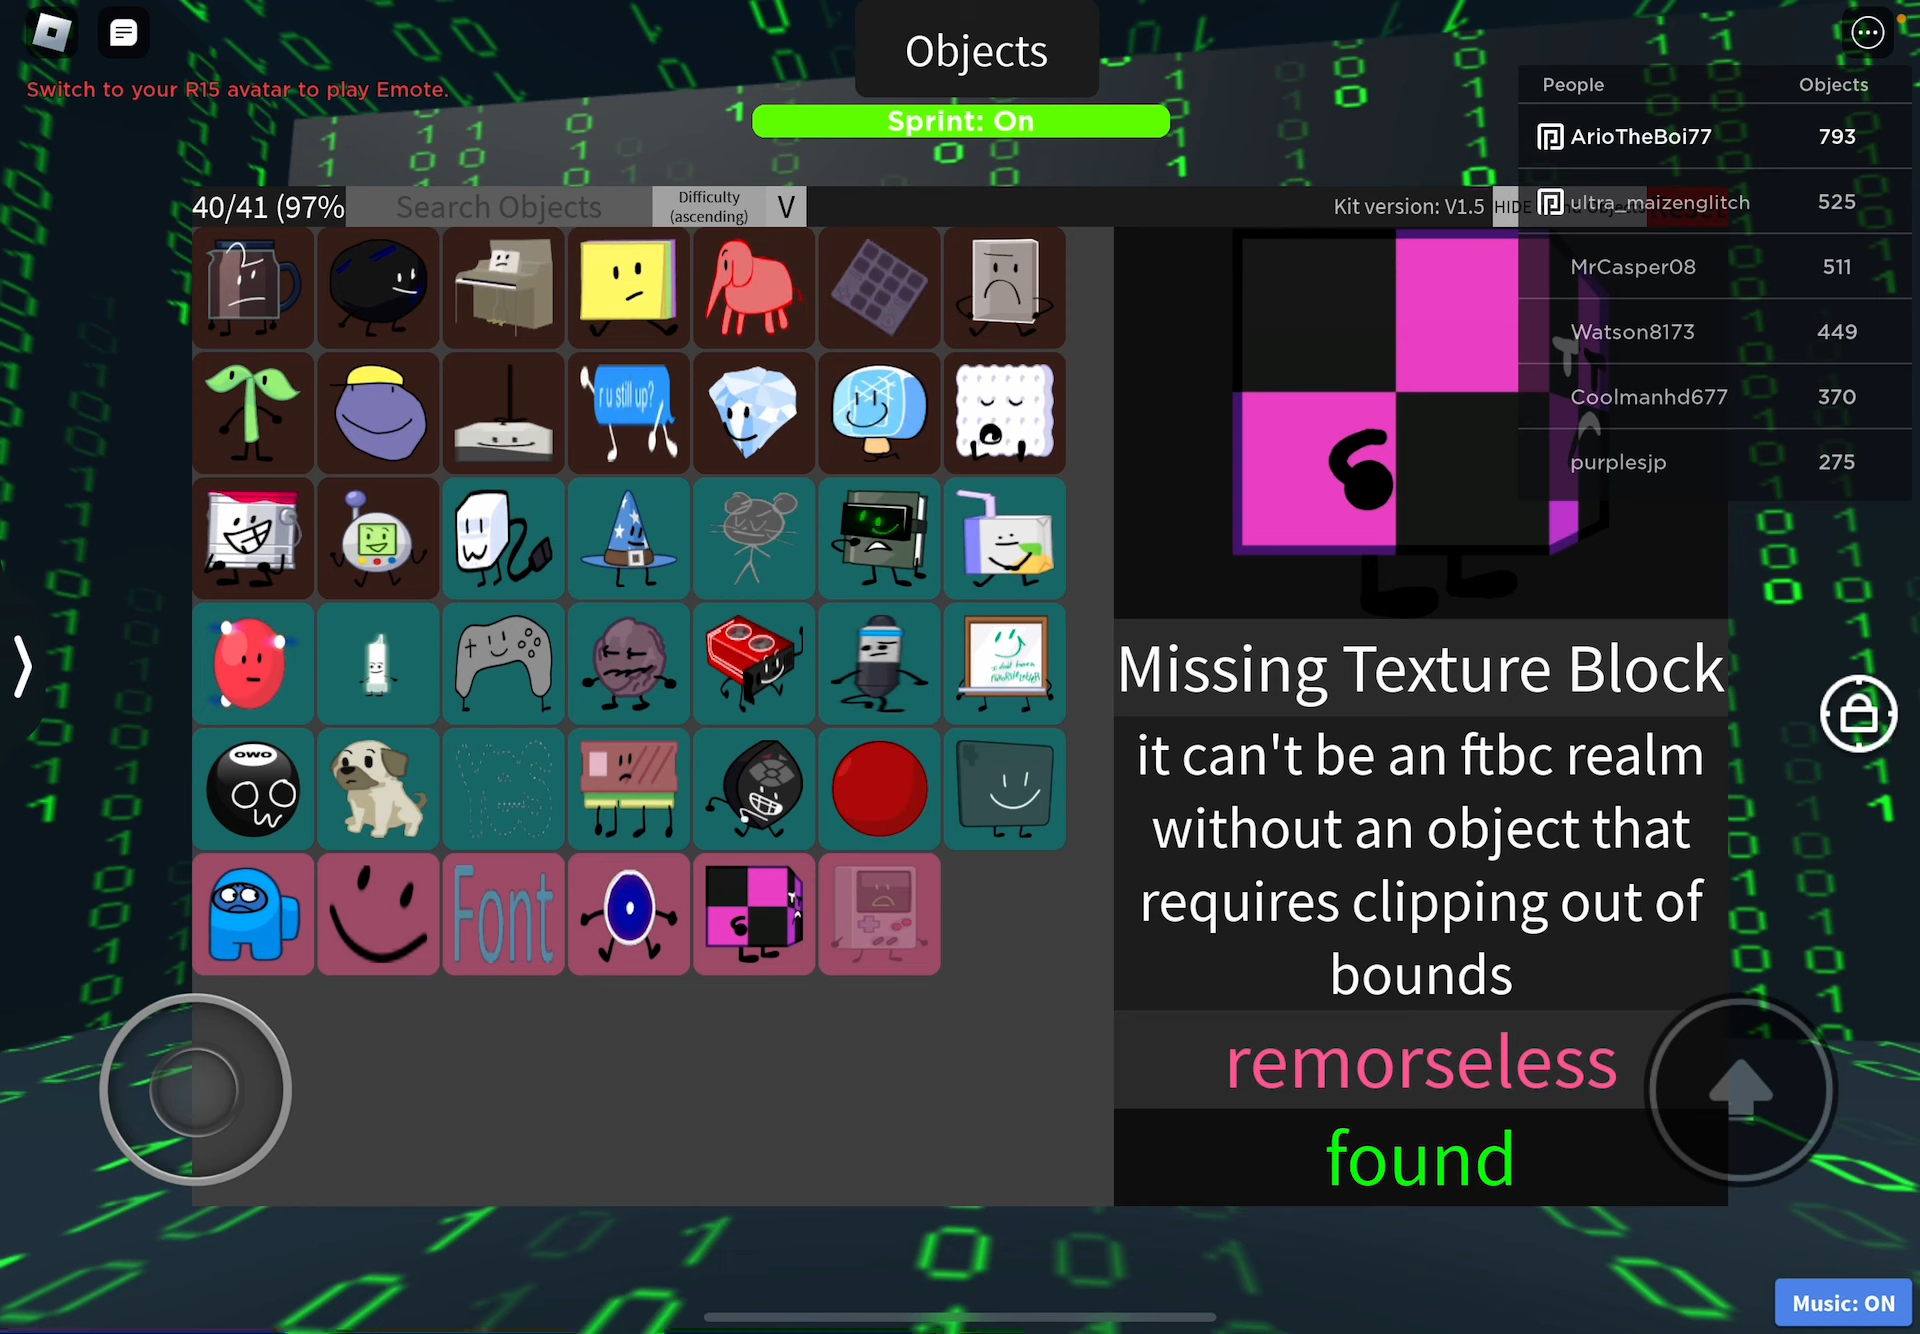 Objects
Switch to your R15 avatar to play Emote.
Sprint: On
People Objects
ArioTheBoi77 793
ultra_maizenglitch 525
MrCasper08 511
Watson8173 449
Coolmanhd677 370
purplesjp 275
40/41 (97%
Search Objects
Difficulty
(ascending)
V
Kit version: V1.5
HIDE
r u still up?
OWO
Font
Missing Texture Block
it can't be an ftbc realm
without an object that
requires clipping out of
bounds
remorseless
found
Music: ON